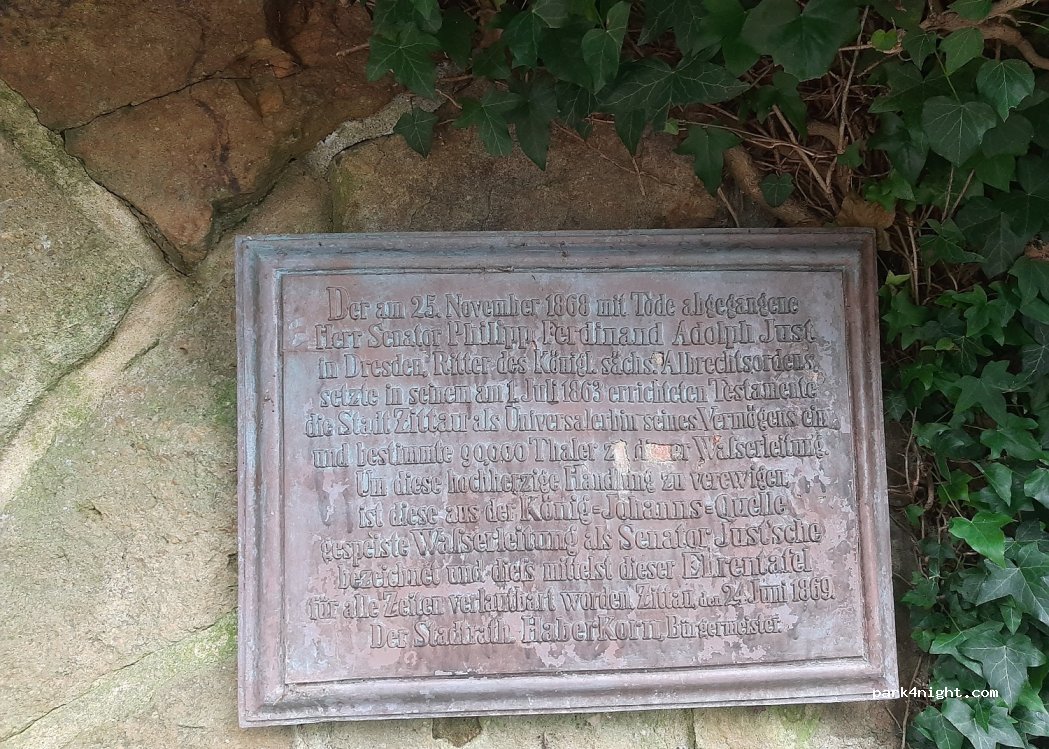 Der am 25. November 1868 mit Tode abgegangene
Herr Senator Philipp Ferdinand Adolph Just
in Dresden, Ritter des Königl. sächs. Albrechtsordens,
setzte in seinem am 1. Juli 1863 errichteten Testamente
die Stadt Zittau als Universalerbin seines Vermögens ein,
und bestimmte 90,000 Thaler zu dieser Wasserleitung.
Um diese hochherzige Handlung zu verewigen,
ist diese aus der König-Johanns-Quelle
gespeiste Wasserleitung als Senator Just'sche
bezeichnet und dies mittelst dieser Ehrentafel
für alle Zeiten verlautbart worden. Zittau, den 24. Juni 1869.
Der Stadtrath. Haberkorn, Bürgermeister.
park4night.com